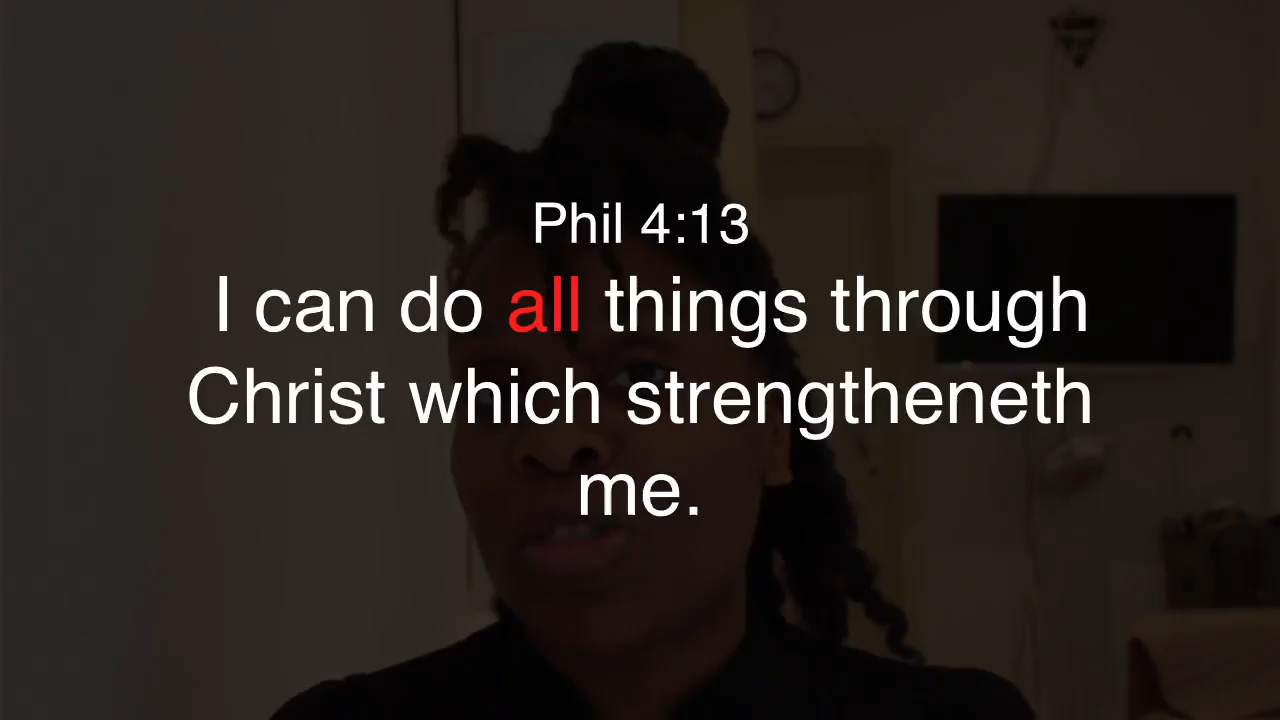 Phil 4:13
I can do all things through
Christ which strengtheneth
me.